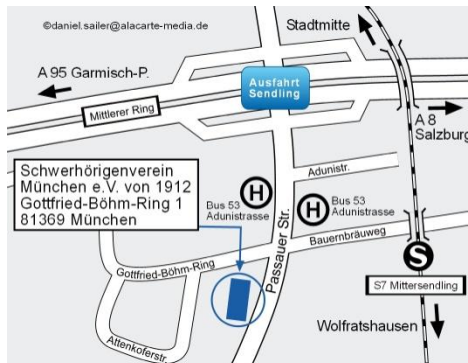 ©daniel.sailer@alacarte-media.de
Stadtmitte
A 95 Garmisch-P.
Ausfahrt
Sendling
Mittlerer Ring
A 8
Salzburg
Schwerhörigenverein
München e.V. von 1912
Gottfried-Böhm-Ring 1
81369 München
Adunistr.
H
Bus 53
Adunistrasse
H
Bus 53
Adunistrasse
Passauer Str.
Bauernbräuweg
Gottfried-Böhm-Ring
S
S7 Mittersendling
Attenkoferstr.
Wolfratshausen